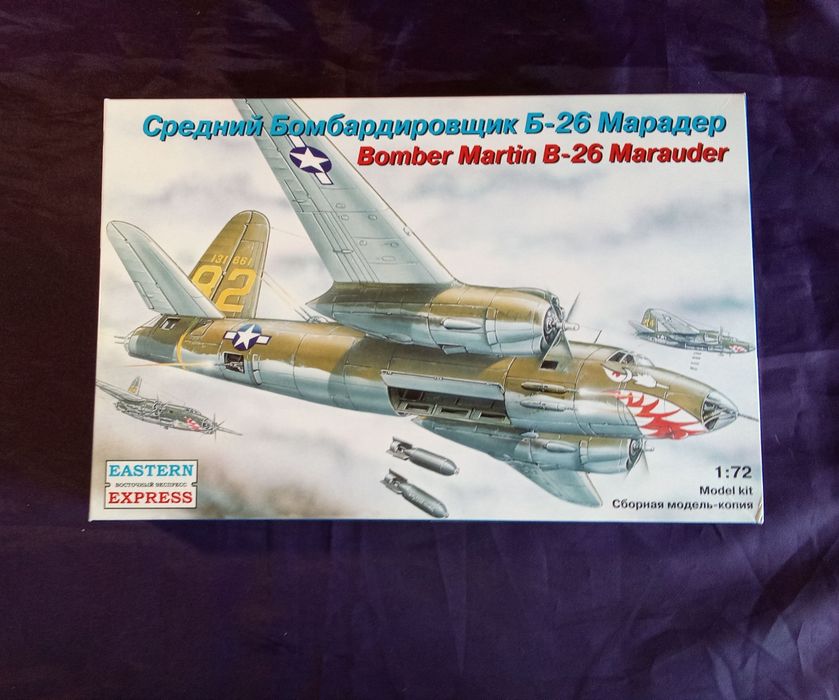 Средний Бомбардировщик Б-26 Марадер
Bomber Martin B-26 Marauder
131861
82
EASTERN
ВОСТОЧНЫЙ ЭКСПРЕСС
EXPRESS
1:72
Model kit
Сборная модель-копия